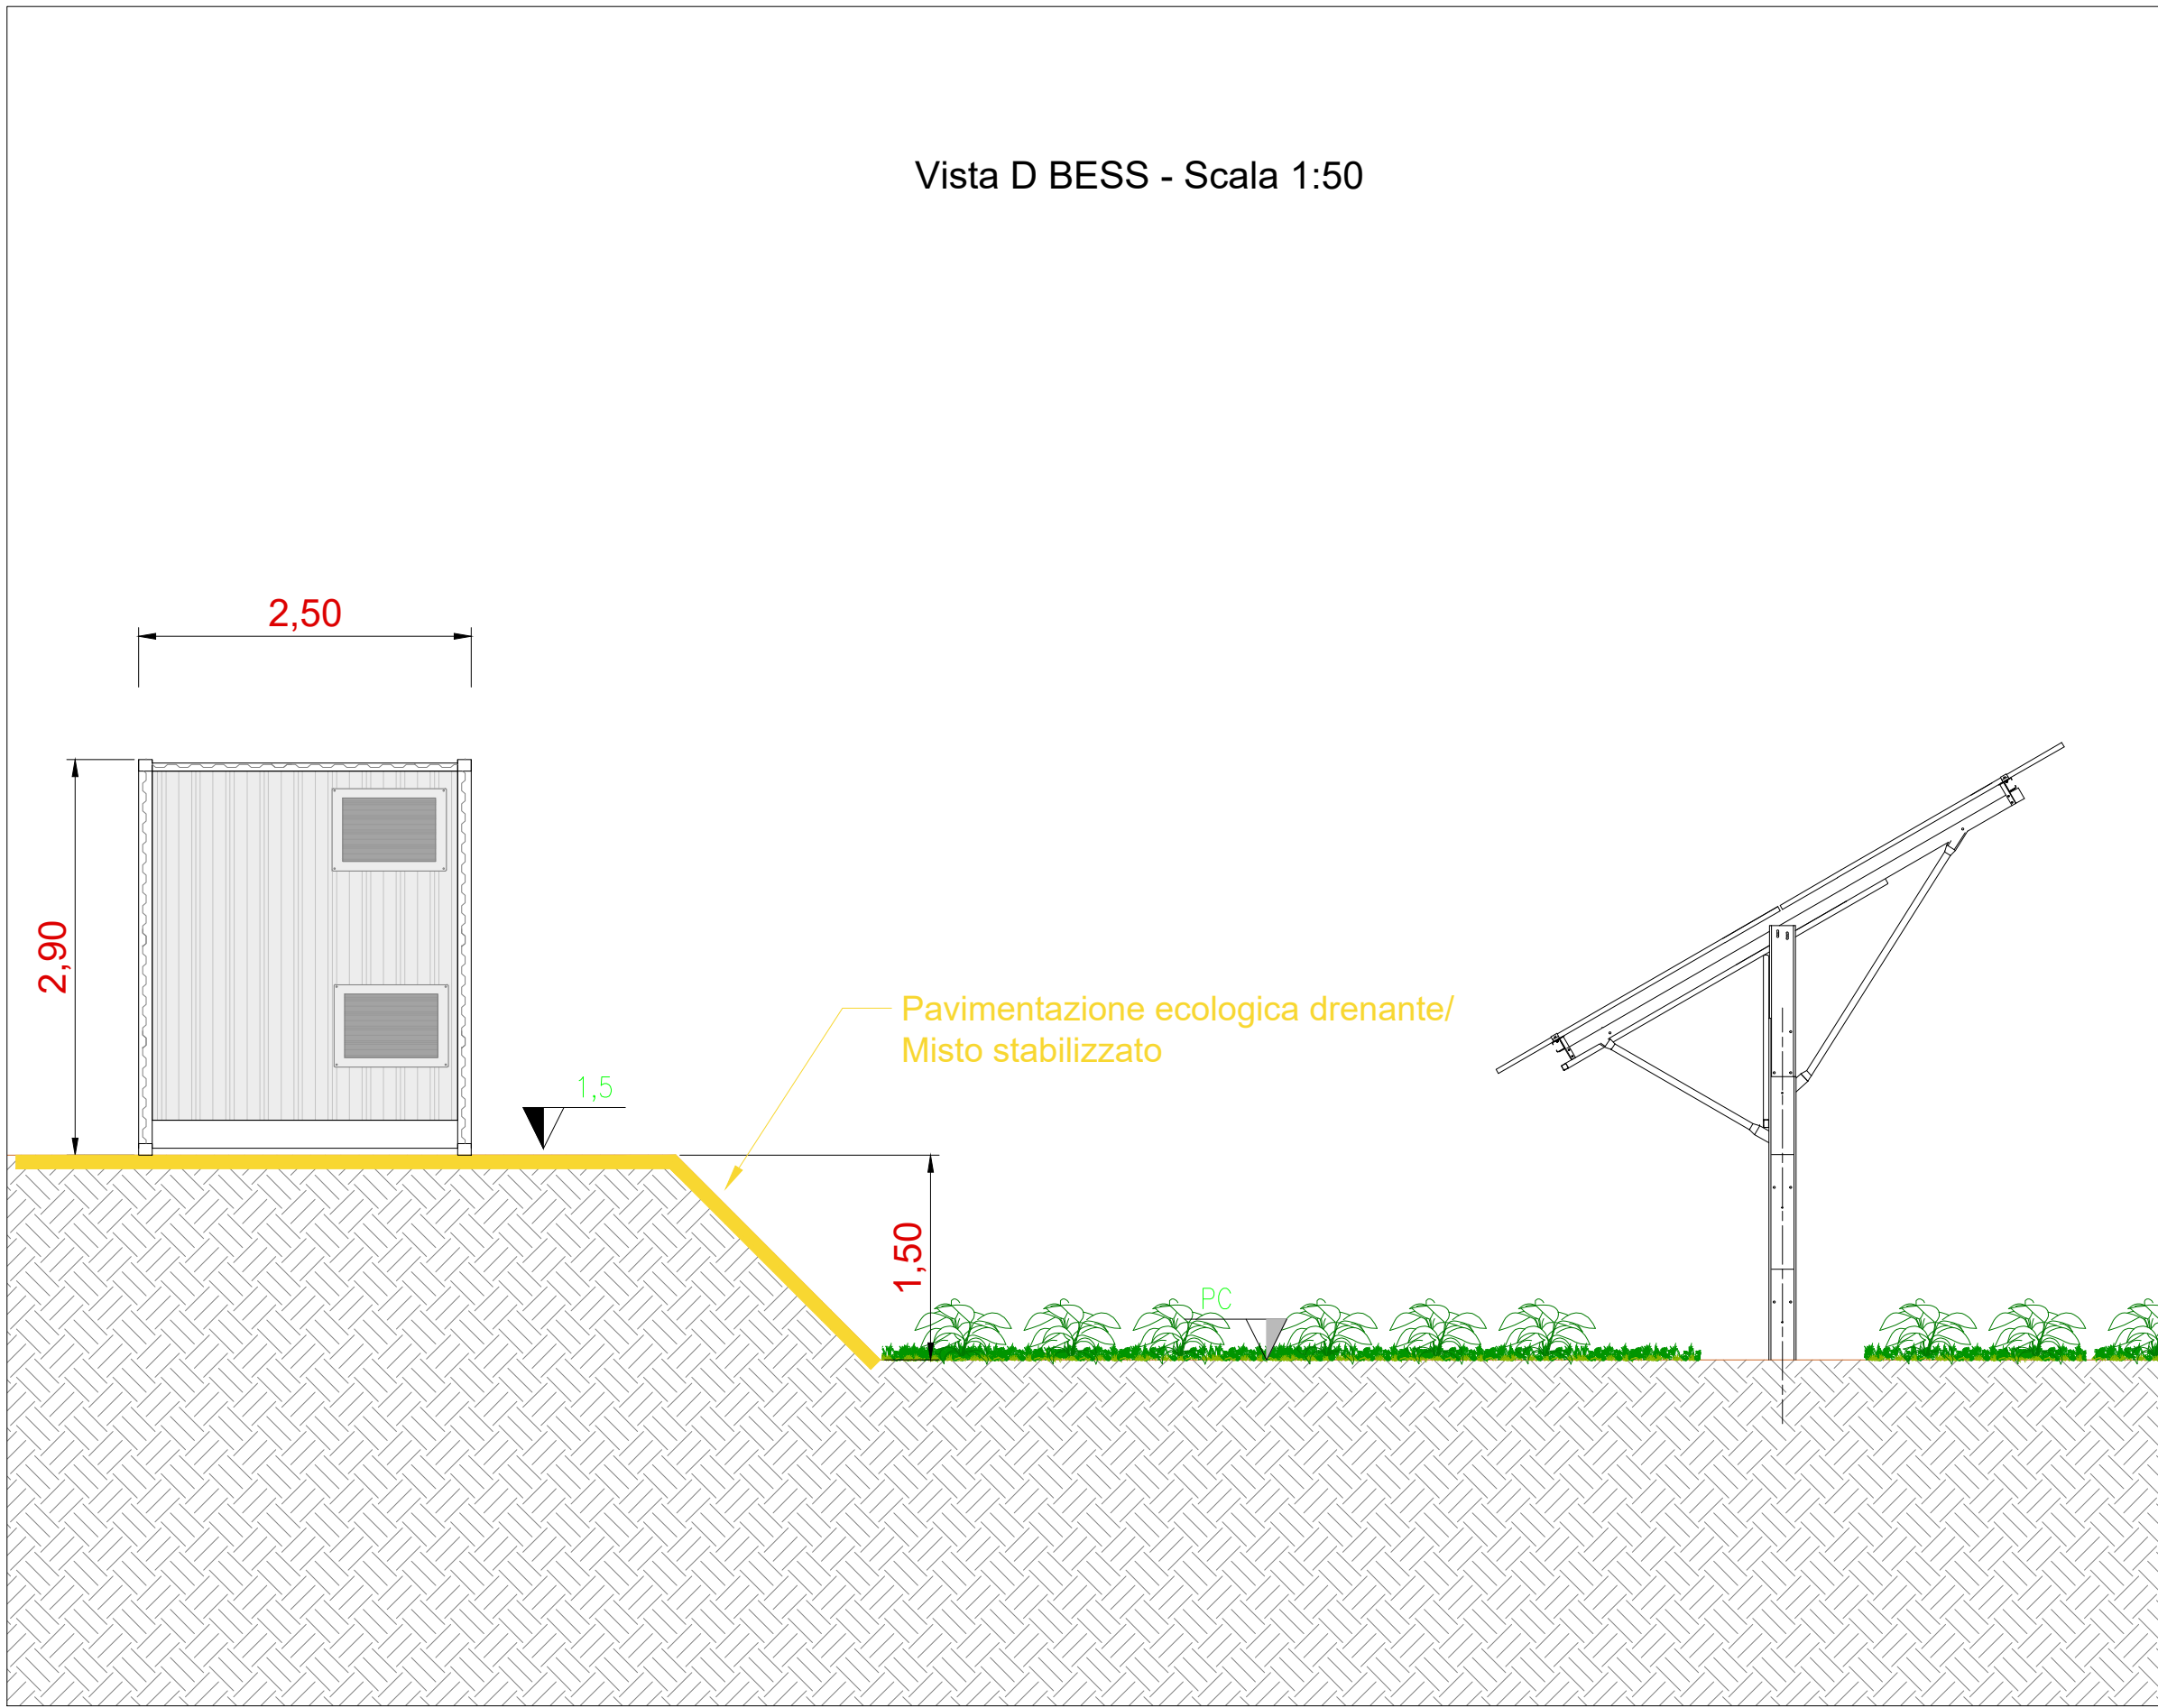 Vista D BESS - Scala 1:50
2,50
2,90
Pavimentazione ecologica drenante/
Misto stabilizzato
1,5
1,50
PC